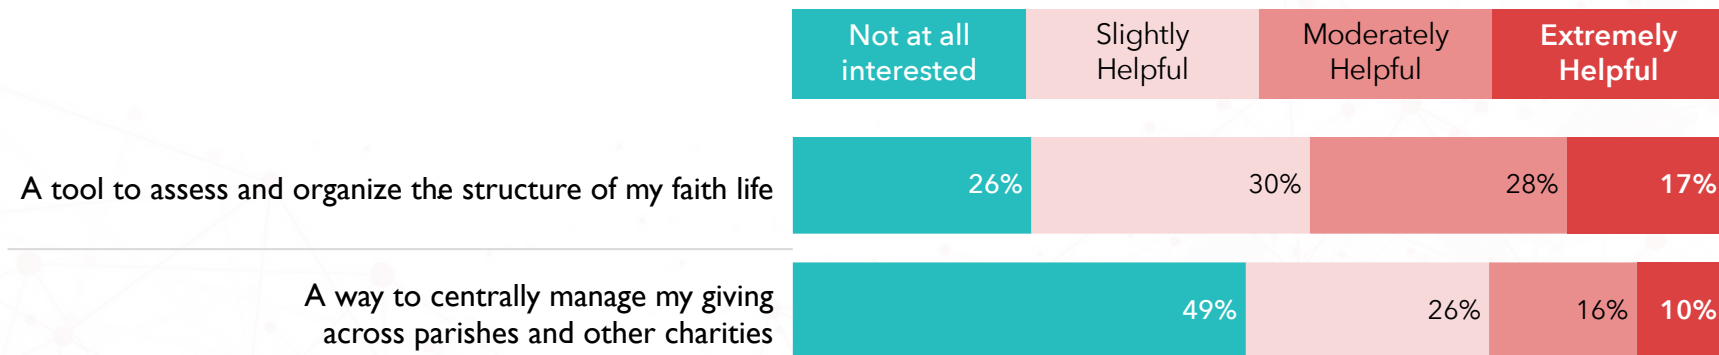 Not at all
interested
Slightly
Helpful
Moderately
Helpful
Extremely
Helpful
A tool to assess and organize the structure of my faith life
26%
30%
28%
17%
A way to centrally manage my giving
across parishes and other charities
49%
26%
16%
10%